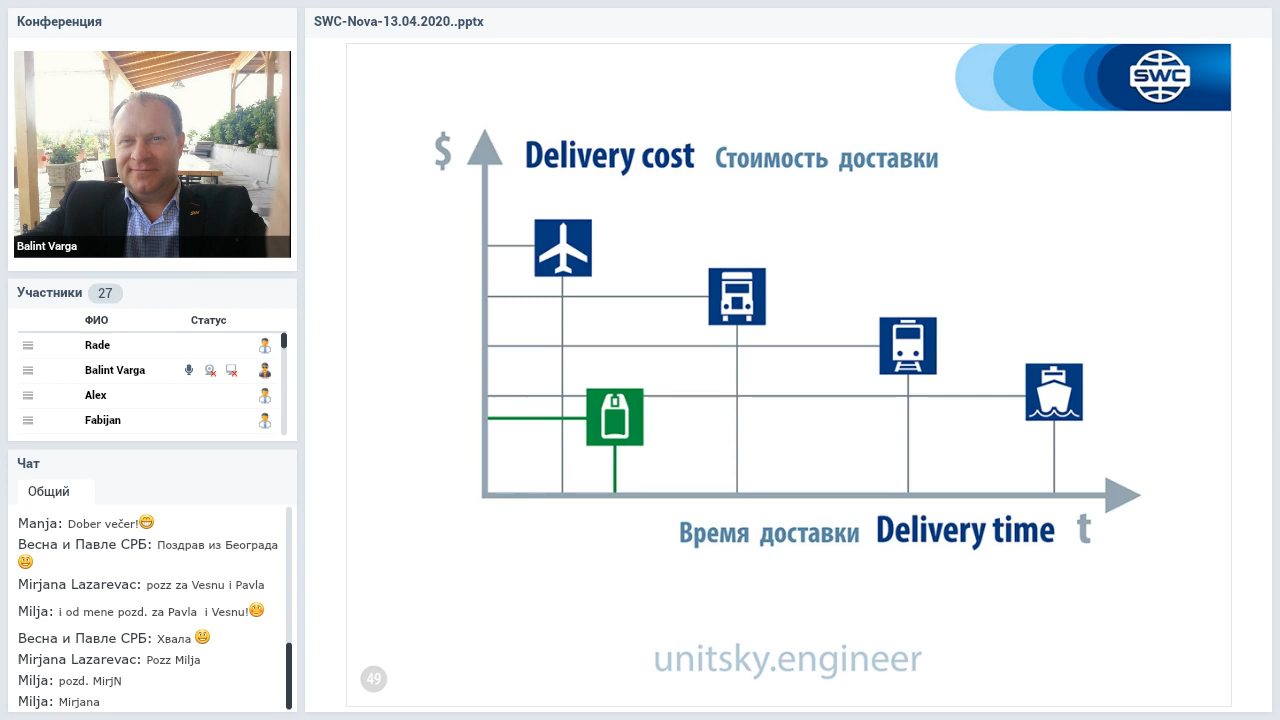 Конференция
Balint Varga
Участники 27
ФИО Статус
Rade
Balint Varga
Alex
Fabijan
Чат
Общий
Manja: Dober večer!
Весна и Павле СРБ: Поздрав из Београда
Mirjana Lazarevac: pozz za Vesnu i Pavla
Milja: i od mene pozd. za Pavla i Vesnu!
Весна и Павле СРБ: Хвала
Mirjana Lazarevac: Pozz Milja
Milja: pozd. MirjN
Milja: Mirjana
SWC-Nova-13.04.2020..pptx
SWC
$ Delivery cost Стоимость доставки
Время доставки Delivery time t
unitsky.engineer
49